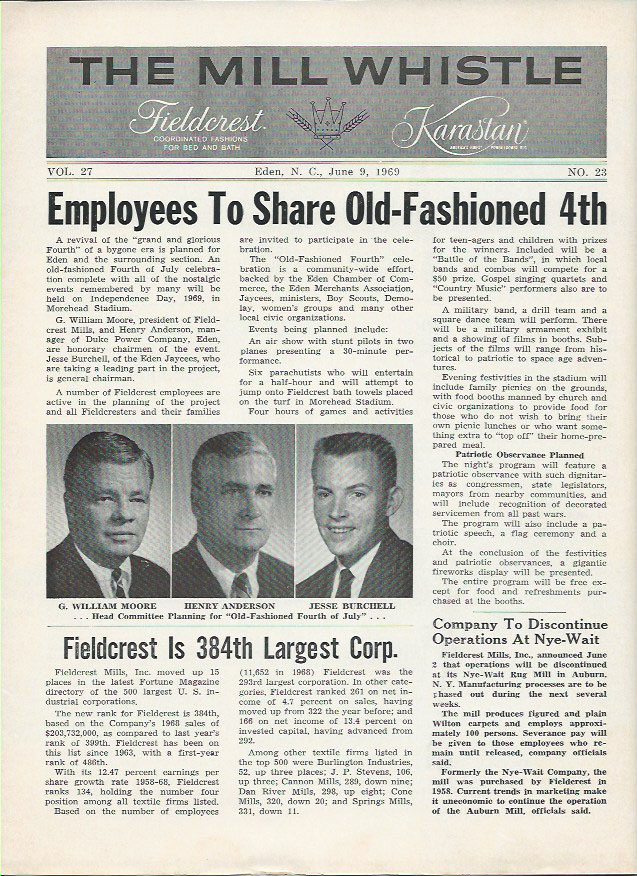 THE MILL WHISTLE
Fieldcrest
COORDINATED FASHIONS
FOR BED AND BATH
Karastan
VOL. 27 Eden, N. C., June 9, 1969 NO. 23
Employees To Share Old-Fashioned 4th
A revival of the "grand and glorious
Fourth" of a bygone era is planned for
Eden and the surrounding section. An
old-fashioned Fourth of July celebra-
tion complete with all of the nostalgic
events remembered by many will be
held on Independence Day, 1969, in
Morehead Stadium.
G. William Moore, president of Field-
crest Mills, and Henry Anderson, man-
ager of Duke Power Company, Eden,
are honorary chairmen of the event.
Jesse Burchell, of the Eden Jaycees, who
are taking a leading part in the project,
is general chairman.
A number of Fieldcrest employees are
active in the planning of the project
and all Fieldcresters and their families
are invited to participate in the cele-
bration.
The "Old-Fashioned Fourth" cele-
bration is a community-wide effort,
backed by the Eden Chamber of Com-
merce, the Eden Merchants Association,
Jaycees, ministers, Boy Scouts, Demo-
lay, women's groups and many other
local civic organizations.
Events being planned include:
An air show with stunt pilots in two
planes presenting a 30-minute per-
formance.
Six parachutists who will entertain
for a half-hour and will attempt to
jump onto Fieldcrest bath towels placed
on the turf in Morehead Stadium.
Four hours of games and activities
for teen-agers and children with prizes
for the winners. Included will be a
"Battle of the Bands", in which local
bands and combos will compete for a
$50 prize. Gospel singing quartets and
"Country Music" performers also are to
be presented.
A military band, a drill team and a
square dance team will perform. There
will be a military armament exhibit
and a showing of films in booths. Sub-
jects of the films will range from his-
torical to patriotic to space age adven-
tures.
Evening festivities in the stadium will
include family picnics on the grounds,
with food booths manned by church and
civic organizations to provide food for
those who do not wish to bring their
own picnic lunches or who want some-
thing extra to "top off" their home-pre-
pared meal.
Patriotic Observance Planned
The night's program will feature a
patriotic observance with such dignitar-
ies as congressmen, state legislators,
mayors from nearby communities, and
will include recognition of decorated
servicemen from all past wars.
The program will also include a pa-
triotic speech, a flag ceremony and a
choir.
At the conclusion of the festivities
and patriotic observances, a gigantic
fireworks display will be presented.
The entire program will be free ex-
cept for food and refreshments pur-
chased at the booths.
G. WILLIAM MOORE HENRY ANDERSON JESSE BURCHELL
. . . Head Committee Planning for "Old-Fashioned Fourth of July" . . .
Fieldcrest Is 384th Largest Corp.
Fieldcrest Mills, Inc. moved up 15
places in the latest Fortune Magazine
directory of the 500 largest U. S. in-
dustrial corporations.
The new rank for Fieldcrest is 384th,
based on the Company's 1968 sales of
$203,732,000, as compared to last year's
rank of 399th. Fieldcrest has been on
this list since 1963, with a first-year
rank of 486th.
With its 12.47 percent earnings per
share growth rate 1958-68, Fieldcrest
ranks 134, holding the number four
position among all textile firms listed.
Based on the number of employees
(11,652 in 1968) Fieldcrest was the
293rd largest corporation. In other cate-
gories, Fieldcrest ranked 261 on net in-
come of 4.7 percent on sales, having
moved up from 322 the year before; and
166 on net income of 13.4 percent on
invested capital, having advanced from
292.
Among other textile firms listed in
the top 500 were Burlington Industries,
52, up three places; J. P. Stevens, 106,
up three; Cannon Mills, 289, down nine;
Dan River Mills, 298, up eight; Cone
Mills, 320, down 20; and Springs Mills,
331, down 11.
Company To Discontinue
Operations At Nye-Wait
Fieldcrest Mills, Inc., announced June
2 that operations will be discontinued
at its Nye-Wait Rug Mill in Auburn,
N. Y. Manufacturing processes are to be
phased out during the next several
weeks.
The mill produces figured and plain
Wilton carpets and employs approxi-
mately 100 persons. Severance pay will
be given to those employees who re-
main until released, company officials
said.
Formerly the Nye-Wait Company, the
mill was purchased by Fieldcrest in
1958. Current trends in marketing make
it uneconomic to continue the operation
of the Auburn Mill, officials said.